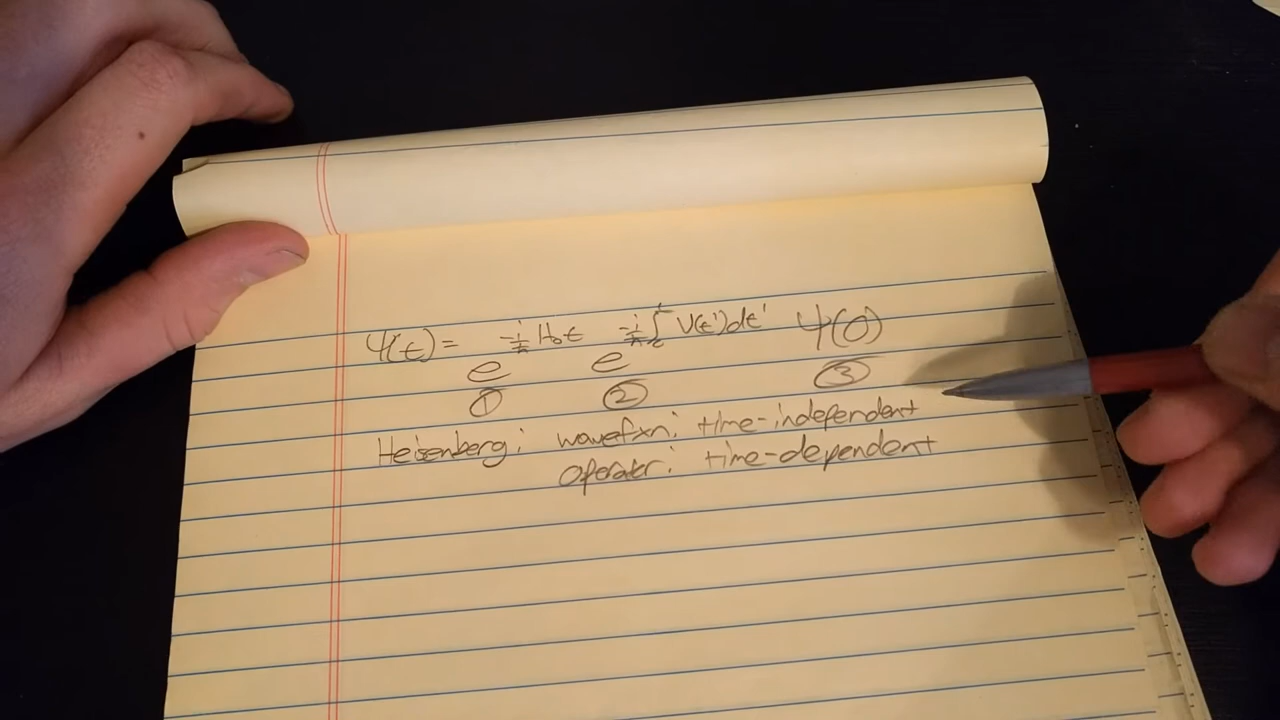 ψ(t) = e^{-i/ħ H₀t} e^{-i/ħ ∫₀^t V(t')dt'} ψ(0)
① ② ③
Heisenberg: wavefxn: time-independent
operator: time-dependent